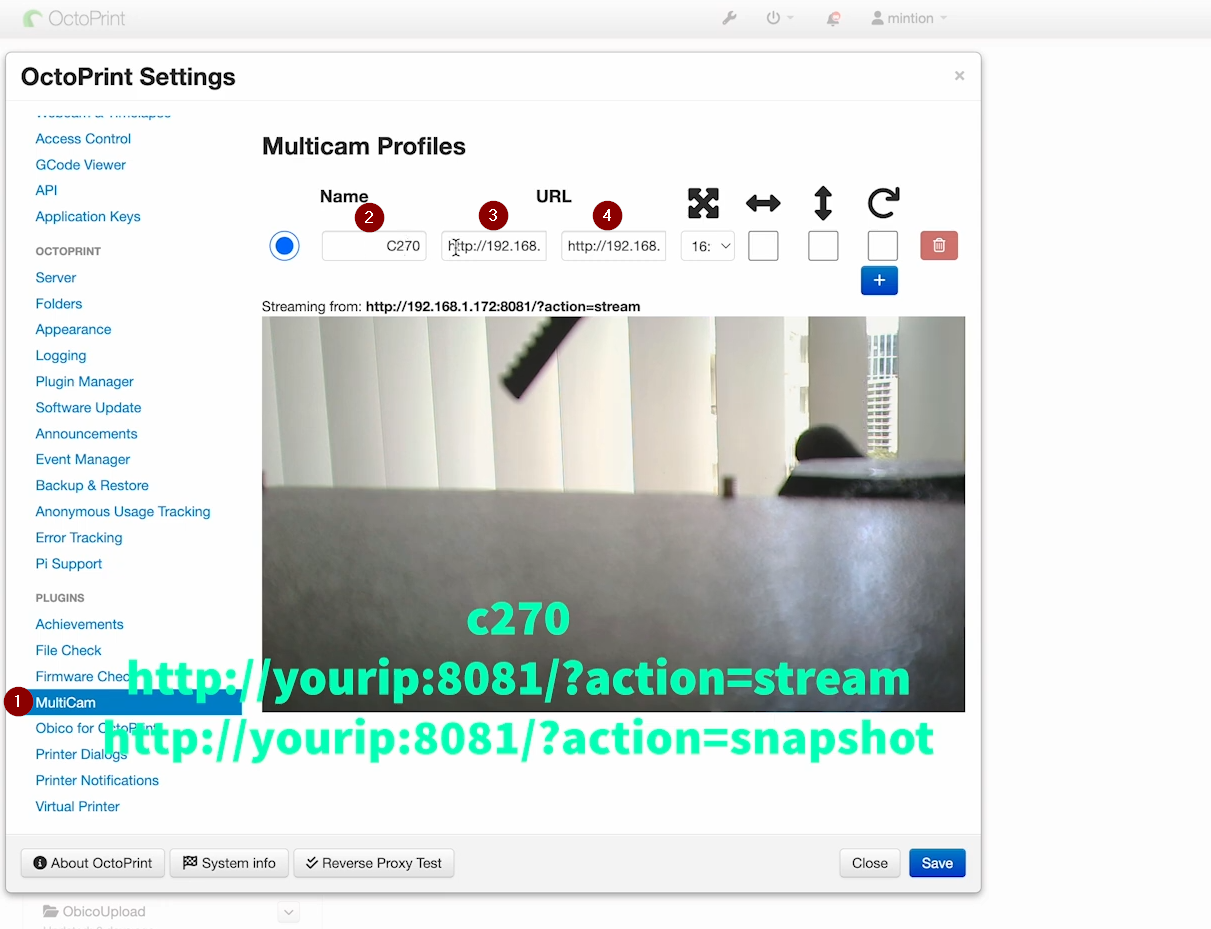 OctoPrint
mintion
OctoPrint Settings
×
Webcam & Timelapse
Access Control
GCode Viewer
API
Application Keys
OCTOPRINT
Server
Folders
Appearance
Logging
Plugin Manager
Software Update
Announcements
Event Manager
Backup & Restore
Anonymous Usage Tracking
Error Tracking
Pi Support
PLUGINS
Achievements
File Check
Firmware Chec
1
MultiCam
Obico for OctoPrint
Printer Dialogs
Printer Notifications
Virtual Printer
Multicam Profiles
Name
URL
2
3
4
C270
http://192.168.
http://192.168.
16:
+
Streaming from: http://192.168.1.172:8081/?action=stream
c270
http://yourip:8081/?action=stream
http://yourip:8081/?action=snapshot
About OctoPrint
System info
Reverse Proxy Test
Close
Save
ObicoUpload